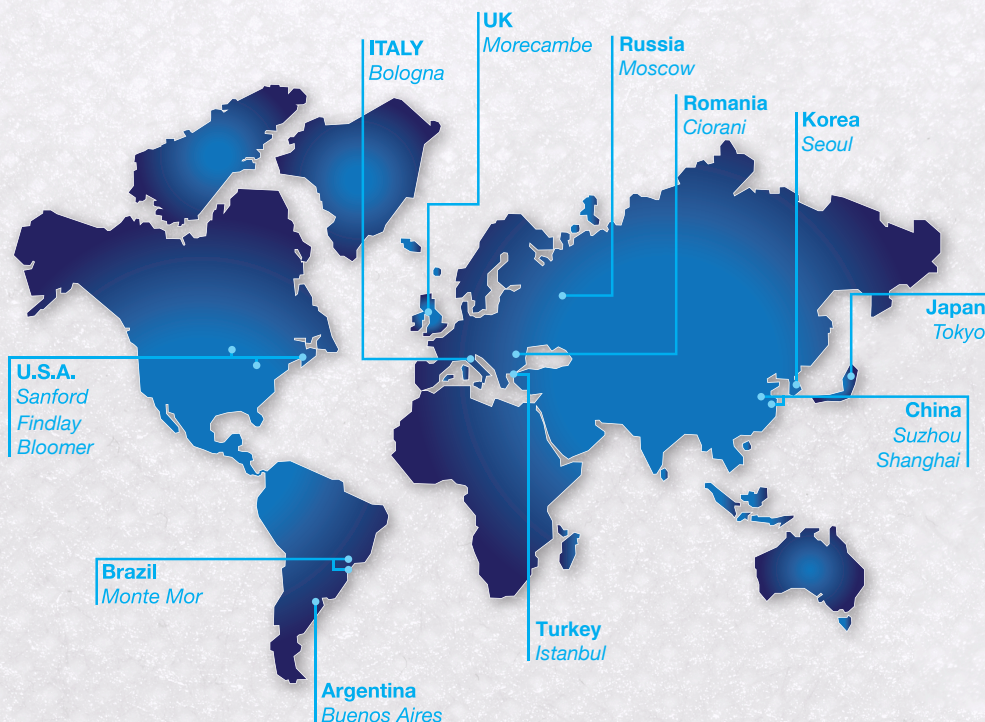 UK
Morecambe
ITALY
Bologna
Russia
Moscow
Romania
Ciorani
Korea
Seoul
Japan
Tokyo
U.S.A.
Sanford
Findlay
Bloomer
China
Suzhou
Shanghai
Brazil
Monte Mor
Turkey
Istanbul
Argentina
Buenos Aires